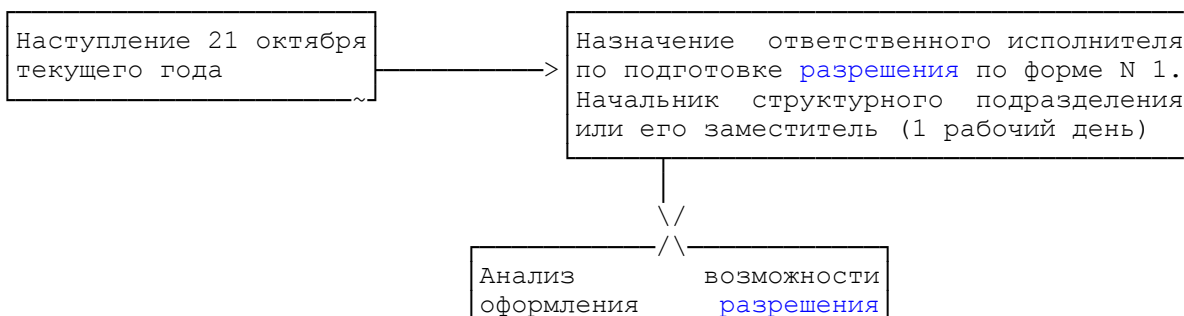 Наступление 21 октября
текущего года
Назначение ответственного исполнителя
по подготовке разрешения по форме N 1.
Начальник структурного подразделения
или его заместитель (1 рабочий день)
Анализ возможности
оформления разрешения